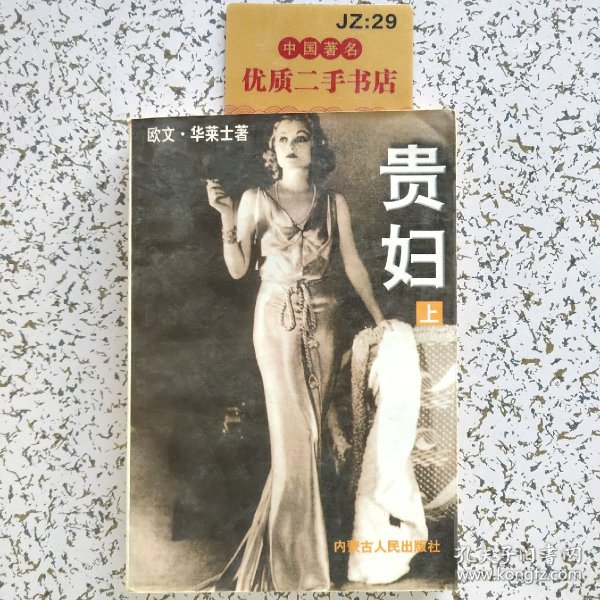 JZ:29
中国著名
优质二手书店
欧文·华莱士著
贵妇
上
内蒙古人民出版社
孔夫子旧书网
www.kongfz.com